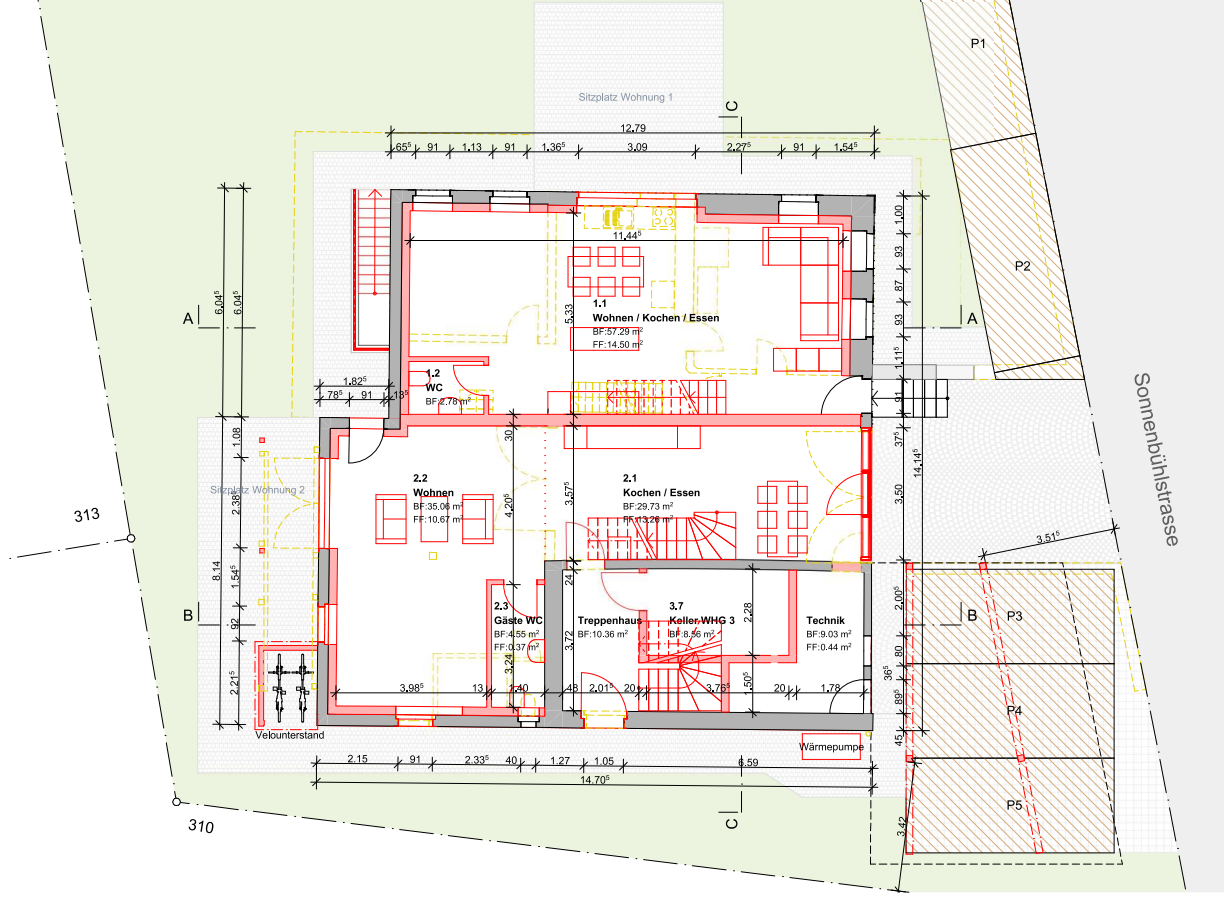 P1
Sitzplatz Wohnung 1
C
12.79
65⁵ 91 1.13 91 1.36⁵ 3.09 2.27⁵ 91 1.54⁵
P2
6.04⁵
6.04⁵
1.00
93
87
93
1.11⁵
91
11.44⁵
5.33
1.1
Wohnen / Kochen / Essen
BF:57.29 m²
FF:14.50 m²
A
A
1.2
WC
BF:2.78 m²
1.82⁵
78⁵ 91 13⁵
Sonnenbühlstrasse
30
37⁵
14.14⁵
1.08
2.38⁵
Sitzplatz Wohnung 2
2.2
Wohnen
BF:35.06 m²
FF:10.67 m²
4.20⁵
3.57⁵
2.1
Kochen / Essen
BF:29.73 m²
FF:13.26 m²
3.50
313
3.51⁵
8.14
1.54⁵
92
2.21⁵
24
3.72
B
B
2.3
Gäste WC
BF:4.55 m²
FF:0.37 m²
3.24
Treppenhaus
BF:10.36 m²
3.7
Keller WHG 3
BF:8.56 m²
2.28
1.50⁵
Technik
BF:9.03 m²
FF:0.44 m²
2.00⁵
80
36⁵
89⁵
45
P3
P4
P5
3.98⁵ 13 1.40 48 2.01⁵ 20 3.76⁵ 20 1.78
Velounterstand
Wärmepumpe
2.15 91 2.33⁵ 40 1.27 1.05 6.59
14.70⁵
C
3.42
310